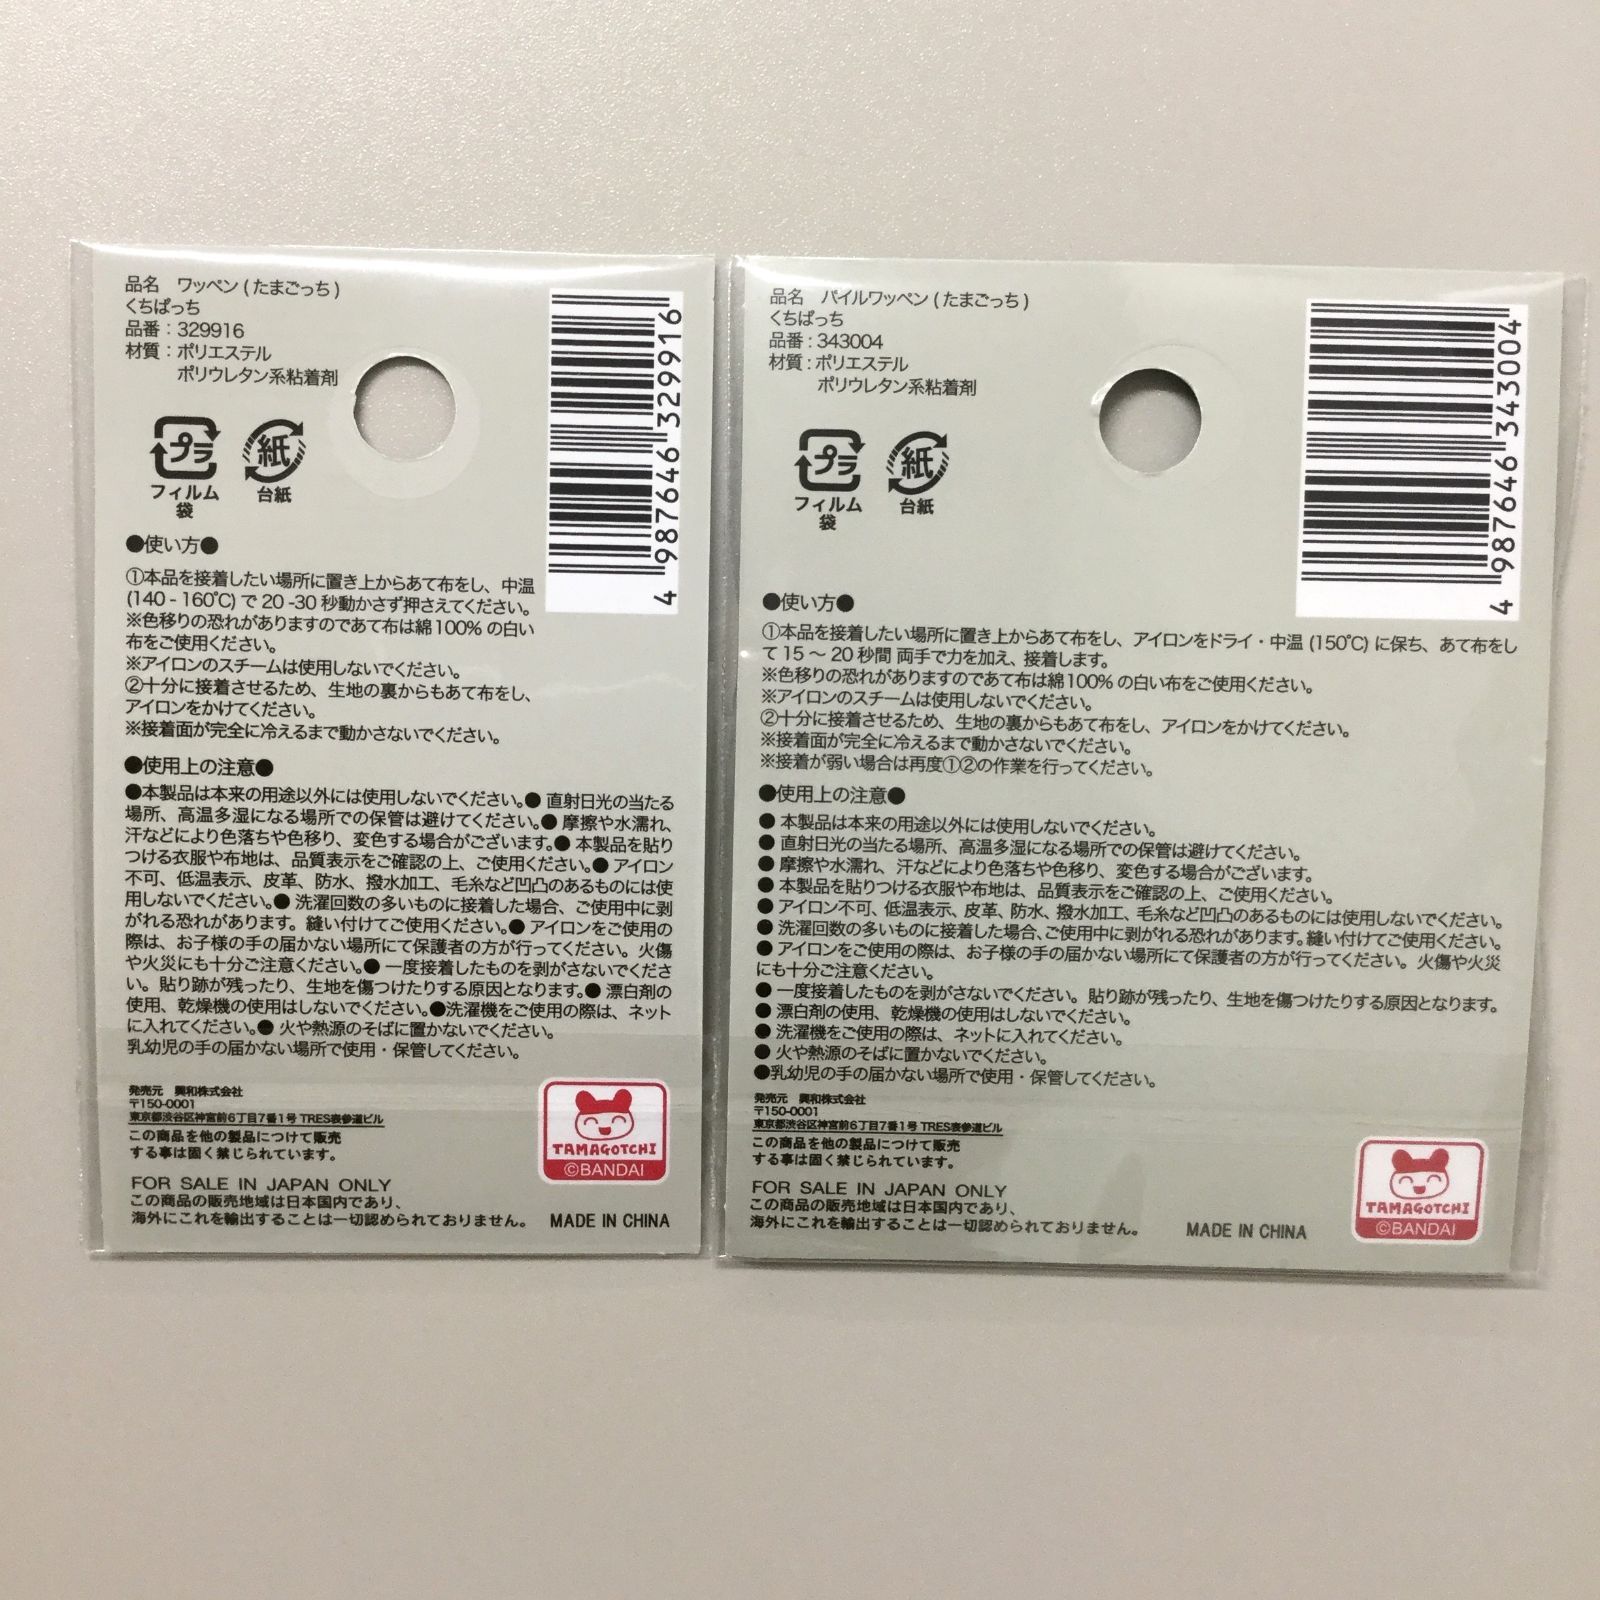 品名　ワッペン(たまごっち)
くちぱっち
品番：329916
材質：ポリエステル
ポリウレタン系粘着剤
プラ
フィルム
袋
紙
台紙
4 987646 329916
●使い方●
①本品を接着したい場所に置き上からあて布をし、中温
(140 - 160℃) で 20 -30 秒動かさず押さえてください。
※色移りの恐れがありますのであて布は綿100% の白い
布をご使用ください。
※アイロンのスチームは使用しないでください。
②十分に接着させるため、生地の裏からもあて布をし、
アイロンをかけてください。
※接着面が完全に冷えるまで動かさないでください。
●使用上の注意●
●本製品は本来の用途以外には使用しないでください。● 直射日光の当たる
場所、高温多湿になる場所での保管は避けてください。● 摩擦や水濡れ、
汗などにより色落ちや色移り、変色する場合がございます。● 本製品を貼り
つける衣服や布地は、品質表示をご確認の上、ご使用ください。● アイロン
不可、低温表示、皮革、防水、撥水加工、毛糸など凹凸のあるものには使
用しないでください。● 洗濯回数の多いものに接着した場合、ご使用中に剥
がれる恐れがあります。縫い付けてご使用ください。● アイロンをご使用の
際は、お子様の手の届かない場所にて保護者の方が行ってください。火傷
や火災にも十分ご注意ください。● 一度接着したものを剥がさないでくださ
い。貼り跡が残ったり、生地を傷つけたりする原因となります。● 漂白剤の
使用、乾燥機の使用はしないでください。●洗濯機をご使用の際は、ネット
に入れてください。● 火や熱源のそばに置かないでください。
乳幼児の手の届かない場所で使用・保管してください。
発売元　興和株式会社
〒150-0001
東京都渋谷区神宮前6丁目7番1号 TRES表参道ビル
この商品を他の製品につけて販売
する事は固く禁じられています。
FOR SALE IN JAPAN ONLY
この商品の販売地域は日本国内であり、
海外にこれを輸出することは一切認められておりません。
MADE IN CHINA
TAMAGOTCHI
©BANDAI
品名　パイルワッペン(たまごっち)
くちぱっち
品番：343004
材質：ポリエステル
ポリウレタン系粘着剤
プラ
フィルム
袋
紙
台紙
4 987646 343004
●使い方●
①本品を接着したい場所に置き上からあて布をし、アイロンをドライ・中温 (150℃) に保ち、あて布をし
て 15 〜 20 秒間 両手で力を加え、接着します。
※色移りの恐れがありますのであて布は綿100% の白い布をご使用ください。
※アイロンのスチームは使用しないでください。
②十分に接着させるため、生地の裏からもあて布をし、アイロンをかけてください。
※接着面が完全に冷えるまで動かさないでください。
※接着が弱い場合は再度①②の作業を行ってください。
●使用上の注意●
● 本製品は本来の用途以外には使用しないでください。
● 直射日光の当たる場所、高温多湿になる場所での保管は避けてください。
● 摩擦や水濡れ、汗などにより色落ちや色移り、変色する場合がございます。
● 本製品を貼りつける衣服や布地は、品質表示をご確認の上、ご使用ください。
● アイロン不可、低温表示、皮革、防水、撥水加工、毛糸など凹凸のあるものには使用しないでください。
● 洗濯回数の多いものに接着した場合、ご使用中に剥がれる恐れがあります。縫い付けてご使用ください。
● アイロンをご使用の際は、お子様の手の届かない場所にて保護者の方が行ってください。火傷や火災
にも十分ご注意ください。
● 一度接着したものを剥がさないでください。貼り跡が残ったり、生地を傷つけたりする原因となります。
● 漂白剤の使用、乾燥機の使用はしないでください。
● 洗濯機をご使用の際は、ネットに入れてください。
● 火や熱源のそばに置かないでください。
●乳幼児の手の届かない場所で使用・保管してください。
発売元　興和株式会社
〒150-0001
東京都渋谷区神宮前6丁目7番1号 TRES表参道ビル
この商品を他の製品につけて販売
する事は固く禁じられています。
FOR SALE IN JAPAN ONLY
この商品の販売地域は日本国内であり、
海外にこれを輸出することは一切認められておりません。
MADE IN CHINA
TAMAGOTCHI
©BANDAI